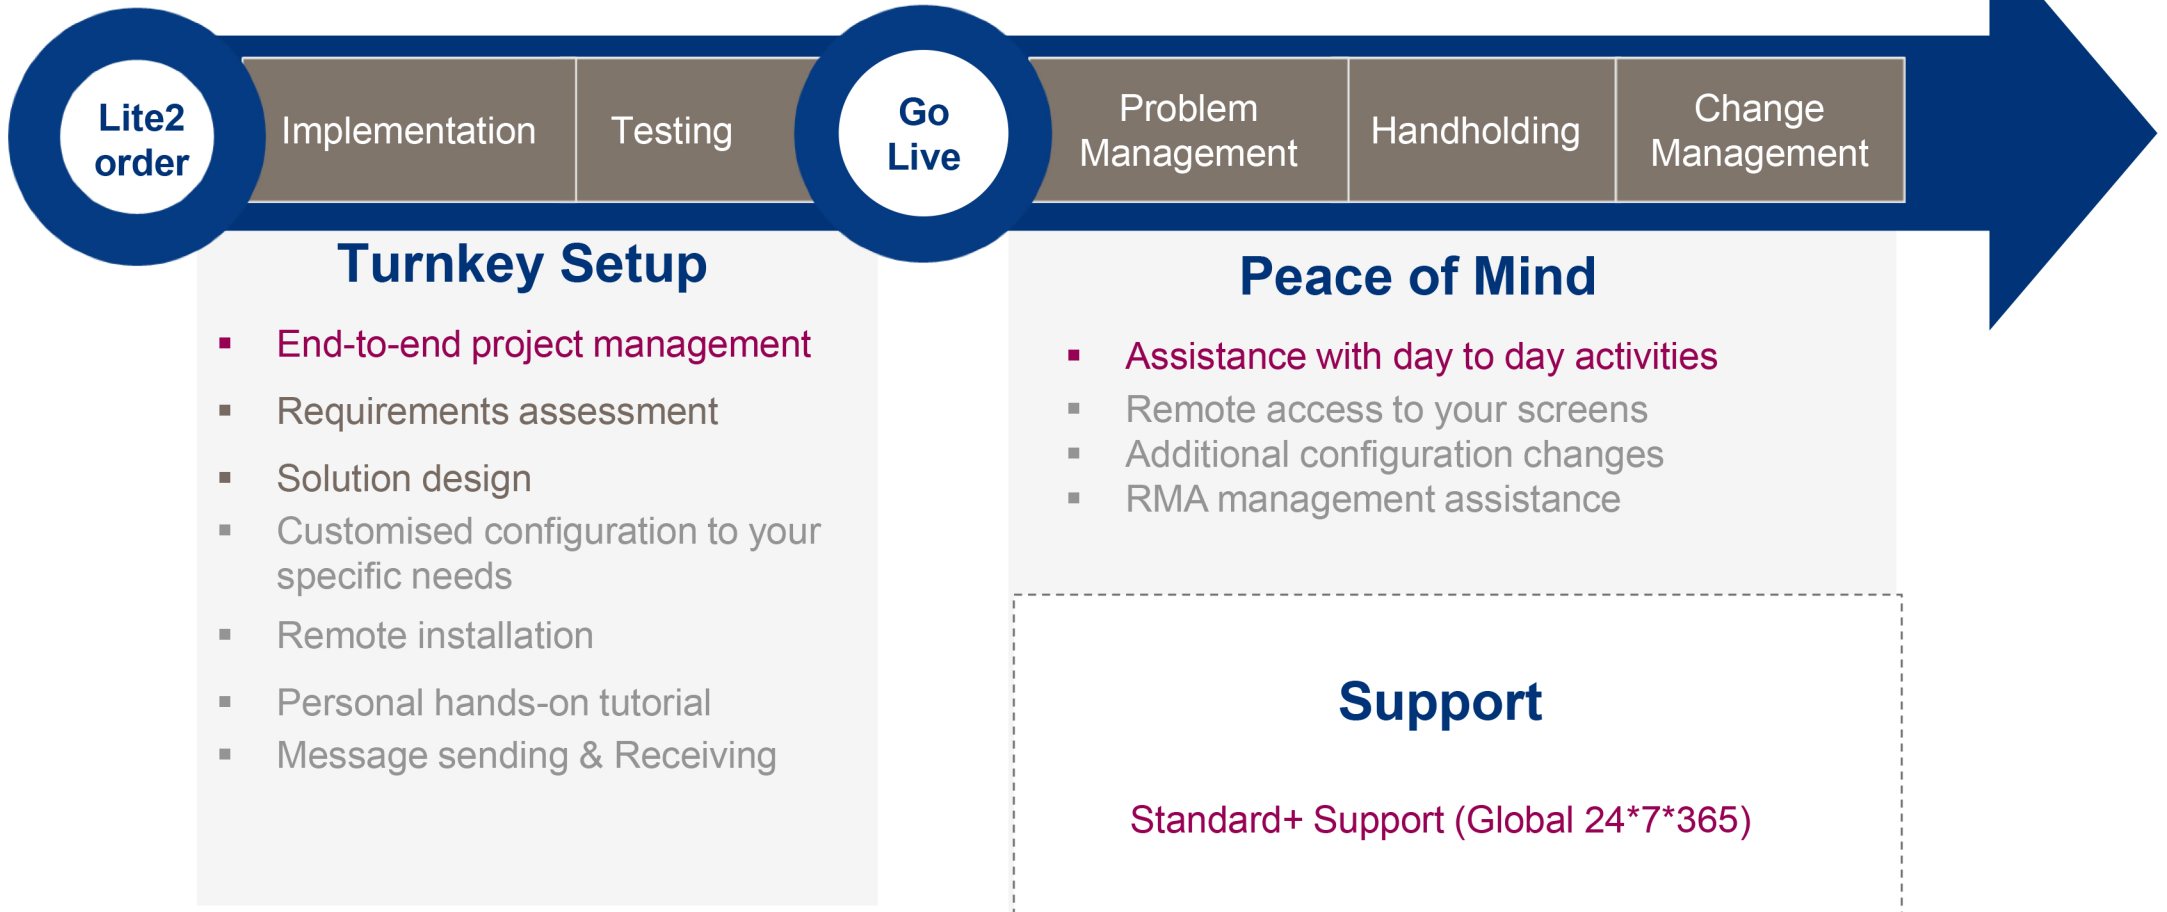 Lite2
order
Implementation
Testing
Go
Live
Problem
Management
Handholding
Change
Management
Turnkey Setup
▪ End-to-end project management
▪ Requirements assessment
▪ Solution design
▪ Customised configuration to your
specific needs
▪ Remote installation
▪ Personal hands-on tutorial
▪ Message sending & Receiving
Peace of Mind
▪ Assistance with day to day activities
▪ Remote access to your screens
▪ Additional configuration changes
▪ RMA management assistance
Support
Standard+ Support (Global 24*7*365)